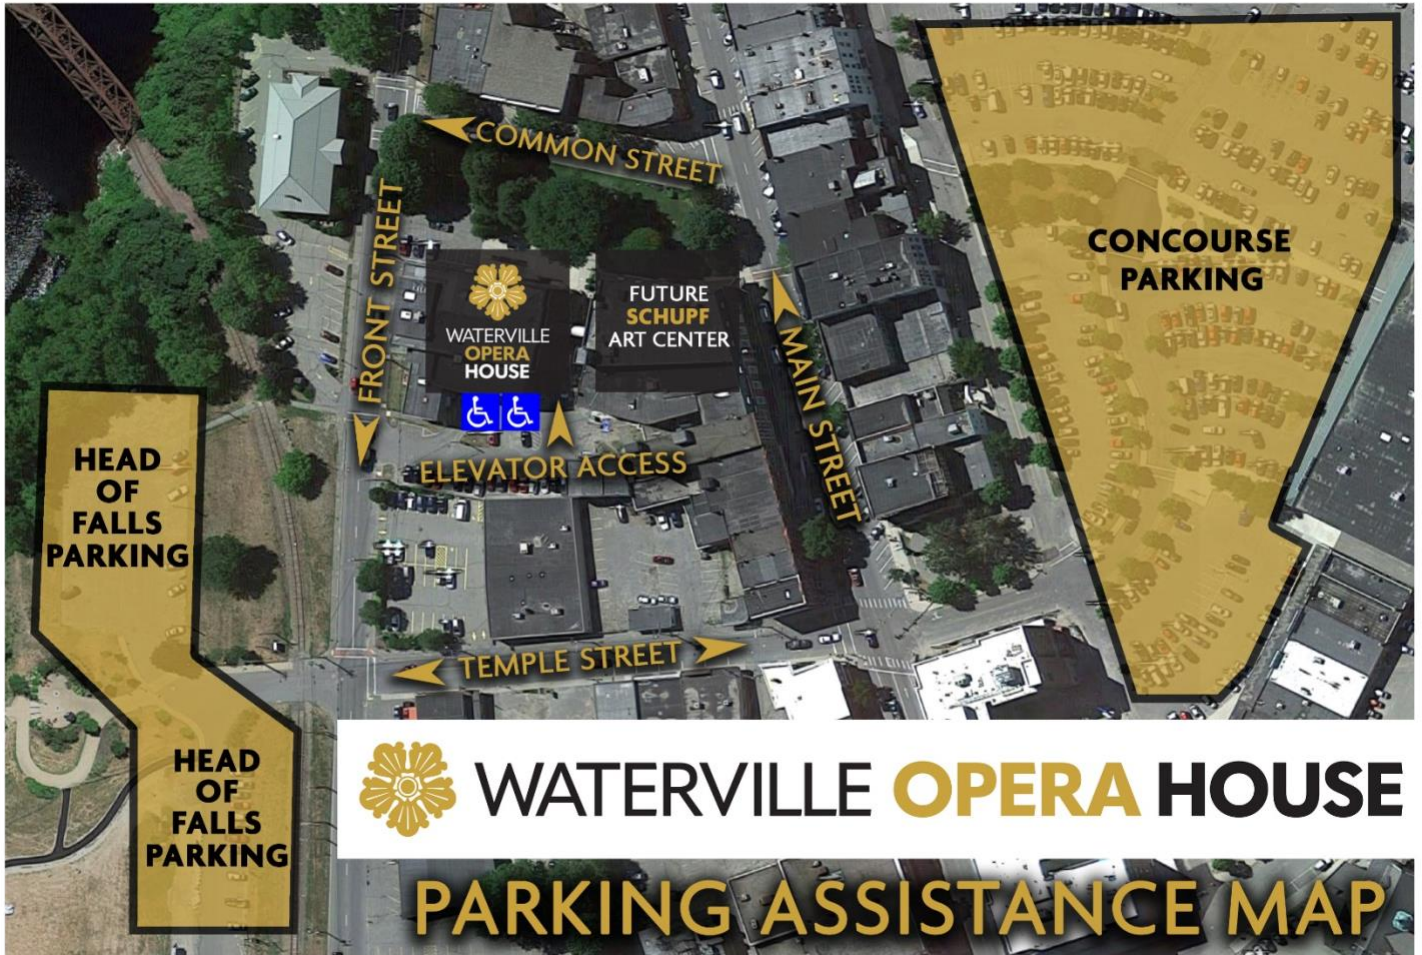 COMMON STREET
FRONT STREET
CONCOURSE
PARKING
WATERVILLE
OPERA
HOUSE
FUTURE
SCHUPF
ART CENTER
MAIN STREET
ELEVATOR ACCESS
HEAD
OF
FALLS
PARKING
TEMPLE STREET
HEAD
OF
FALLS
PARKING
WATERVILLE OPERA HOUSE
PARKING ASSISTANCE MAP